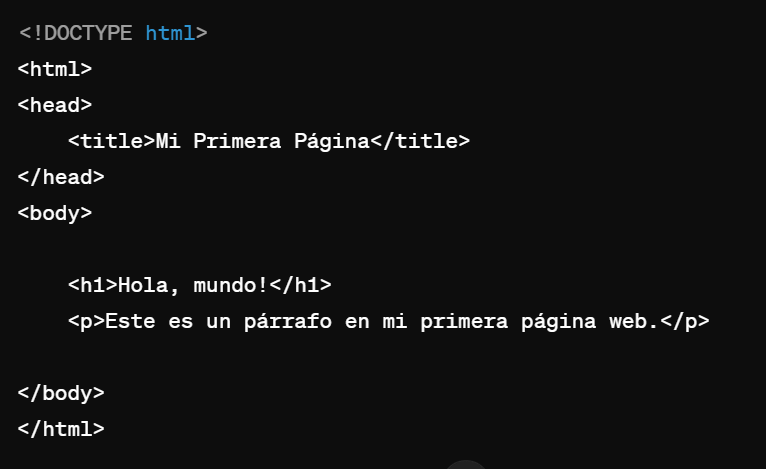 <!DOCTYPE html>
<html>
<head>
    <title>Mi Primera Página</title>
</head>
<body>

    <h1>Hola, mundo!</h1>
    <p>Este es un párrafo en mi primera página web.</p>

</body>
</html>